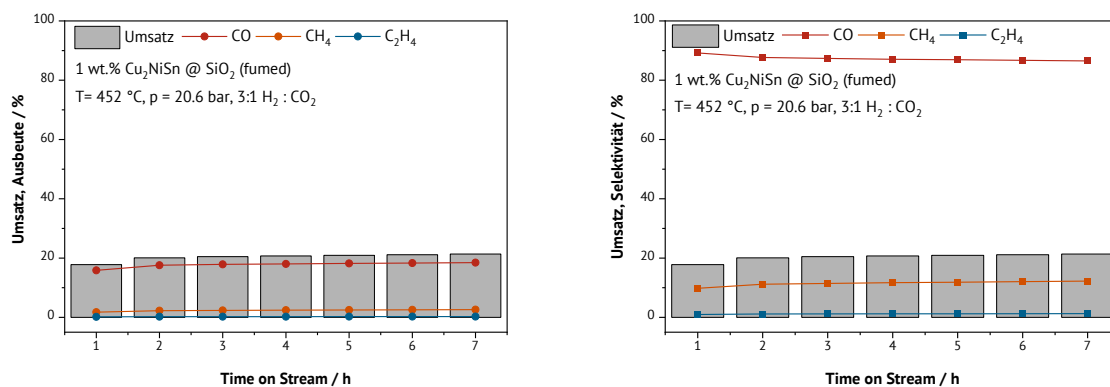 100
80
60
40
20
0
Umsatz, Ausbeute / %
Umsatz CO CH₄ C₂H₄
1 wt.% Cu₂NiSn @ SiO₂ (fumed)
T= 452 °C, p = 20.6 bar, 3:1 H₂ : CO₂
1 2 3 4 5 6 7
Time on Stream / h
100
80
60
40
20
0
Umsatz, Selektivität / %
Umsatz CO CH₄ C₂H₄
1 wt.% Cu₂NiSn @ SiO₂ (fumed)
T= 452 °C, p = 20.6 bar, 3:1 H₂ : CO₂
1 2 3 4 5 6 7
Time on Stream / h